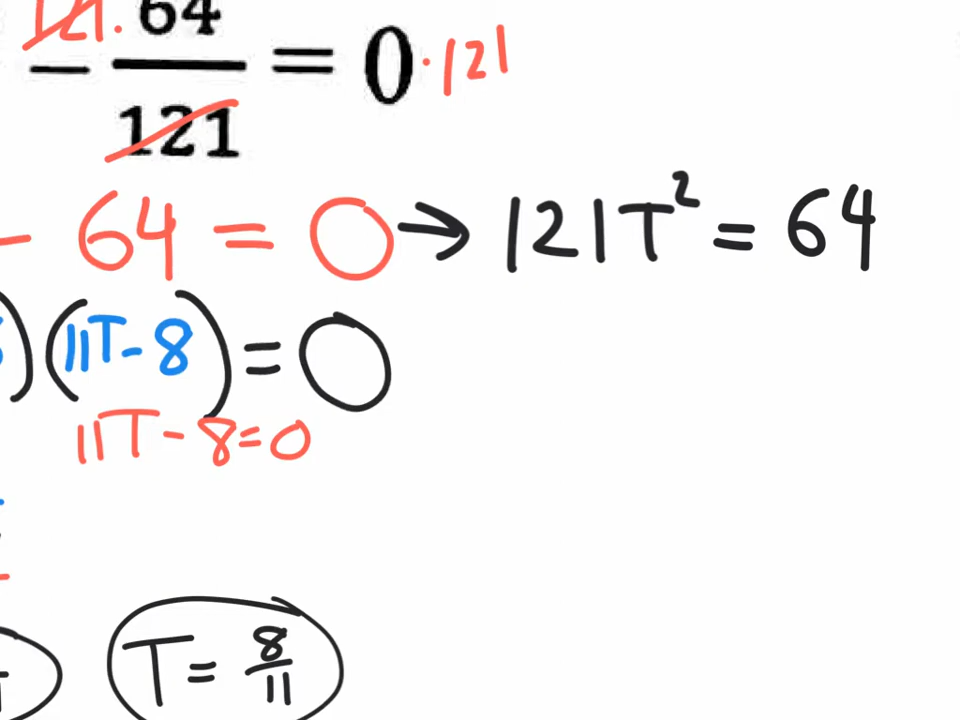 121. 64
— = 0 · 121
121
- 64 = 0 → 121T² = 64
) (11T - 8) = 0
11T - 8 = 0
T = 8/11